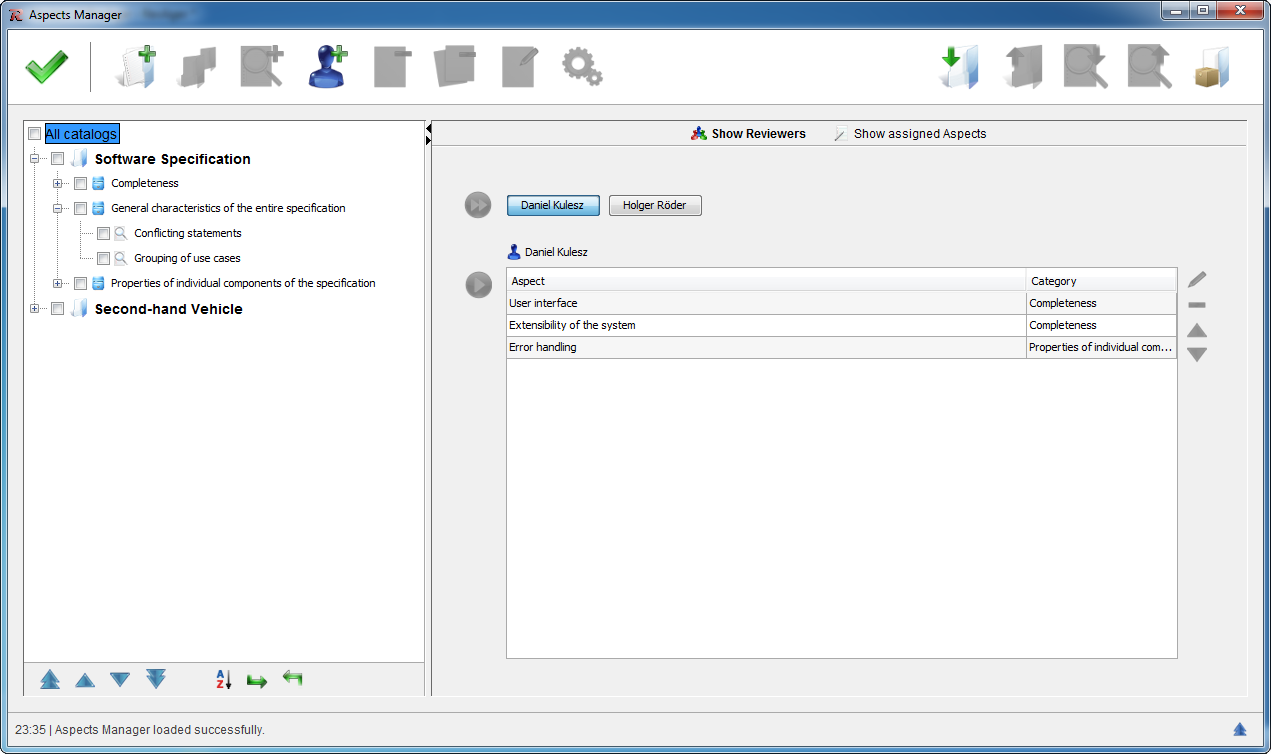 Aspects Manager
All catalogs
Software Specification
Completeness
General characteristics of the entire specification
Conflicting statements
Grouping of use cases
Properties of individual components of the specification
Second-hand Vehicle
A
Z
Show Reviewers Show assigned Aspects
Daniel Kulesz Holger Röder
Daniel Kulesz
Aspect Category
User interface Completeness
Extensibility of the system Completeness
Error handling Properties of individual com...
23:35 | Aspects Manager loaded successfully.